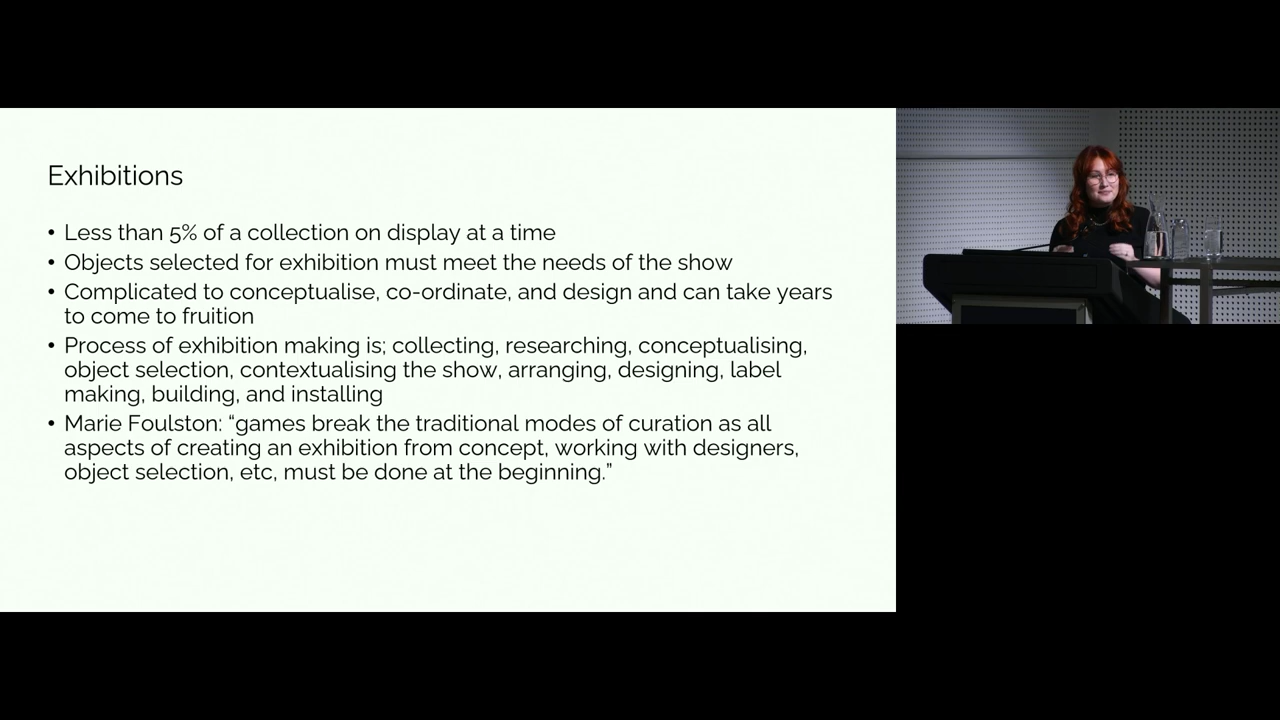 Exhibitions
• Less than 5% of a collection on display at a time
• Objects selected for exhibition must meet the needs of the show
• Complicated to conceptualise, co-ordinate, and design and can take years
to come to fruition
• Process of exhibition making is; collecting, researching, conceptualising,
object selection, contextualising the show, arranging, designing, label
making, building, and installing
• Marie Foulston: “games break the traditional modes of curation as all
aspects of creating an exhibition from concept, working with designers,
object selection, etc, must be done at the beginning.”